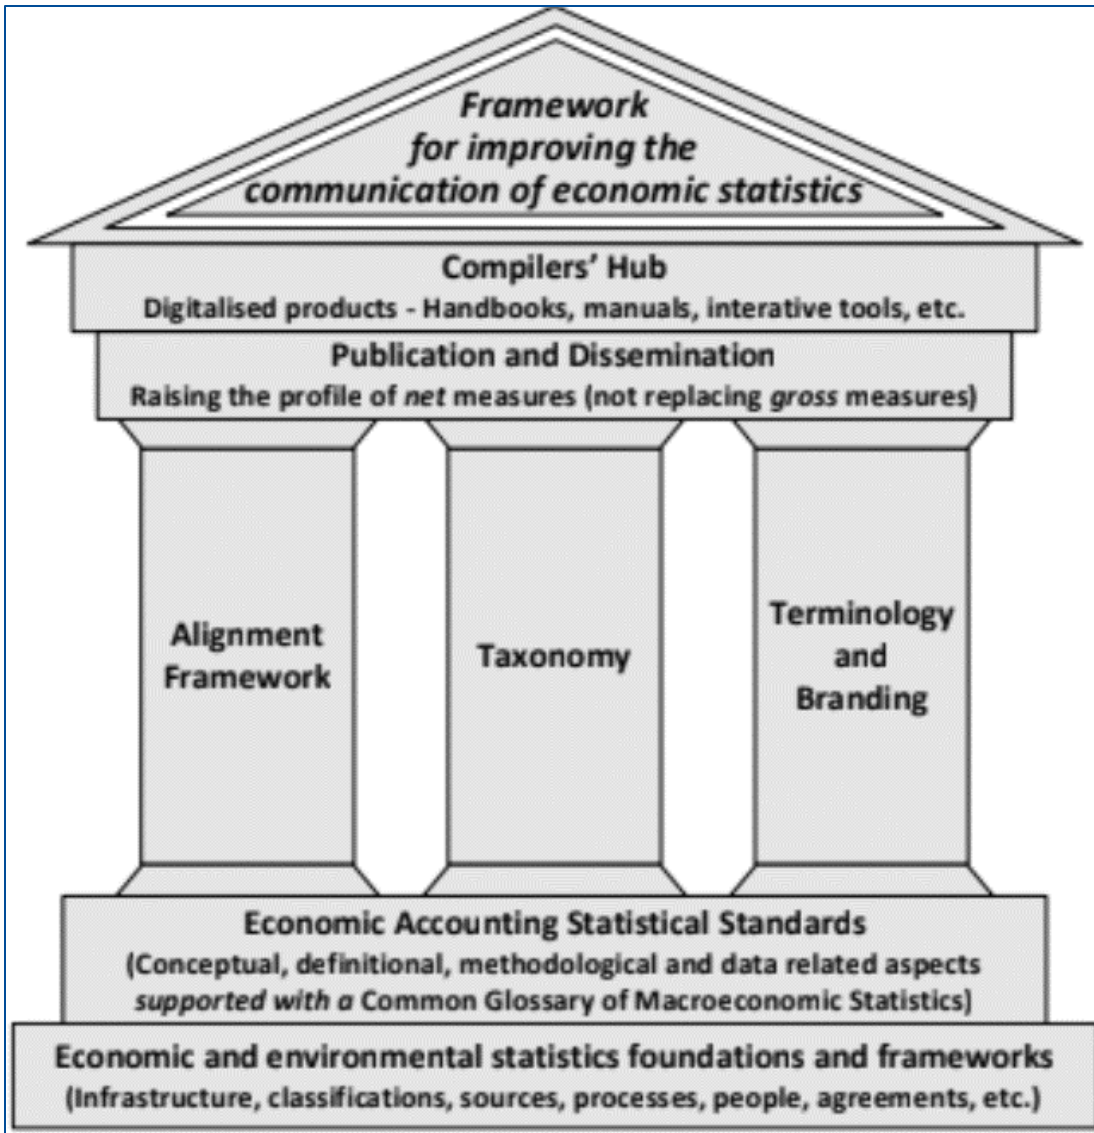 Framework
for improving the
communication of economic statistics
Compilers' Hub
Digitalised products - Handbooks, manuals, interative tools, etc.
Publication and Dissemination
Raising the profile of net measures (not replacing gross measures)
Alignment
Framework
Taxonomy
Terminology
and
Branding
Economic Accounting Statistical Standards
(Conceptual, definitional, methodological and data related aspects
supported with a Common Glossary of Macroeconomic Statistics)
Economic and environmental statistics foundations and frameworks
(Infrastructure, classifications, sources, processes, people, agreements, etc.)